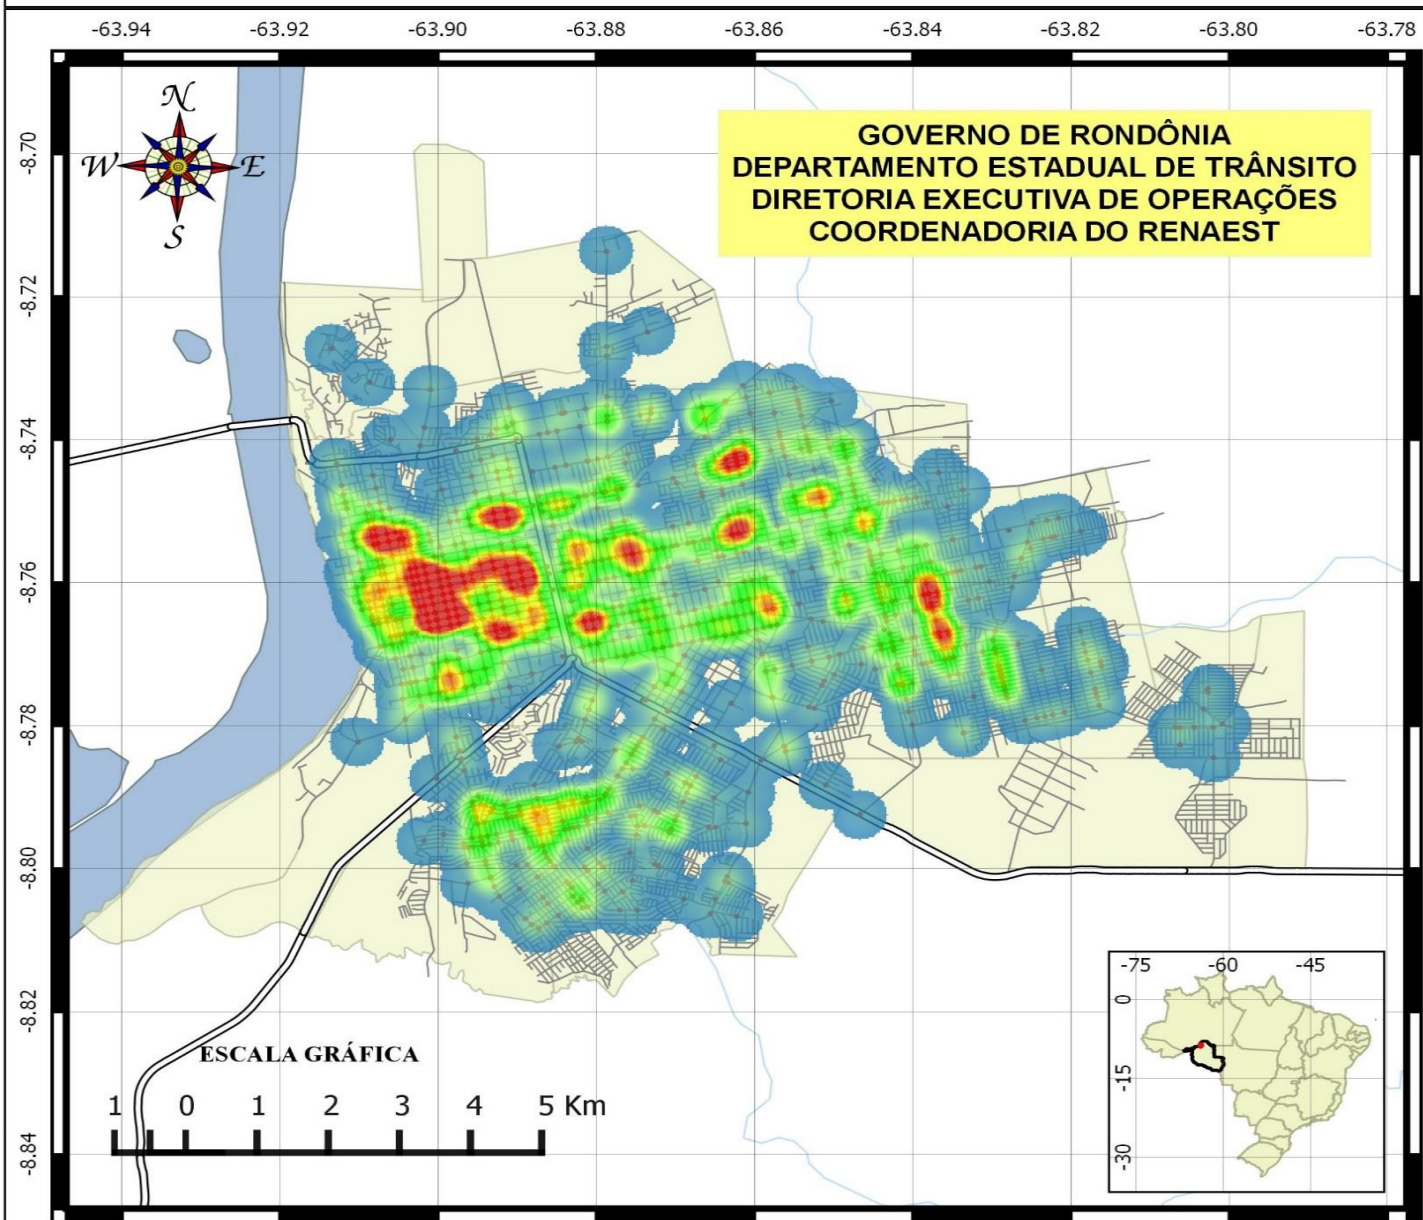 -63.94 -63.92 -63.90 -63.88 -63.86 -63.84 -63.82 -63.80 -63.78
N
W E
S
GOVERNO DE RONDÔNIA
DEPARTAMENTO ESTADUAL DE TRÂNSITO
DIRETORIA EXECUTIVA DE OPERAÇÕES
COORDENADORIA DO RENAEST
-8.70
-8.72
-8.74
-8.76
-8.78
-8.80
-8.82
-8.84
ESCALA GRÁFICA
1 0 1 2 3 4 5 Km
-75 -60 -45
0
-15
-30